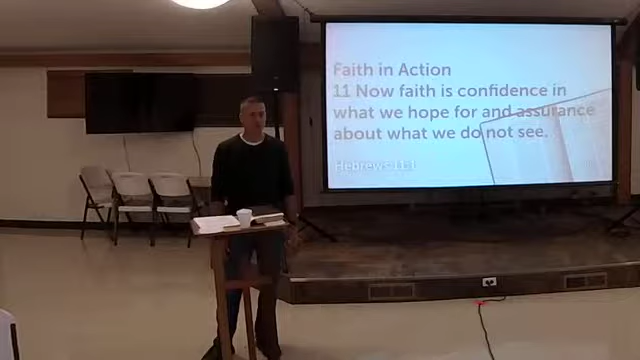 Faith in Action
11 Now faith is confidence in
what we hope for and assurance
about what we do not see.
Hebrews 11:1